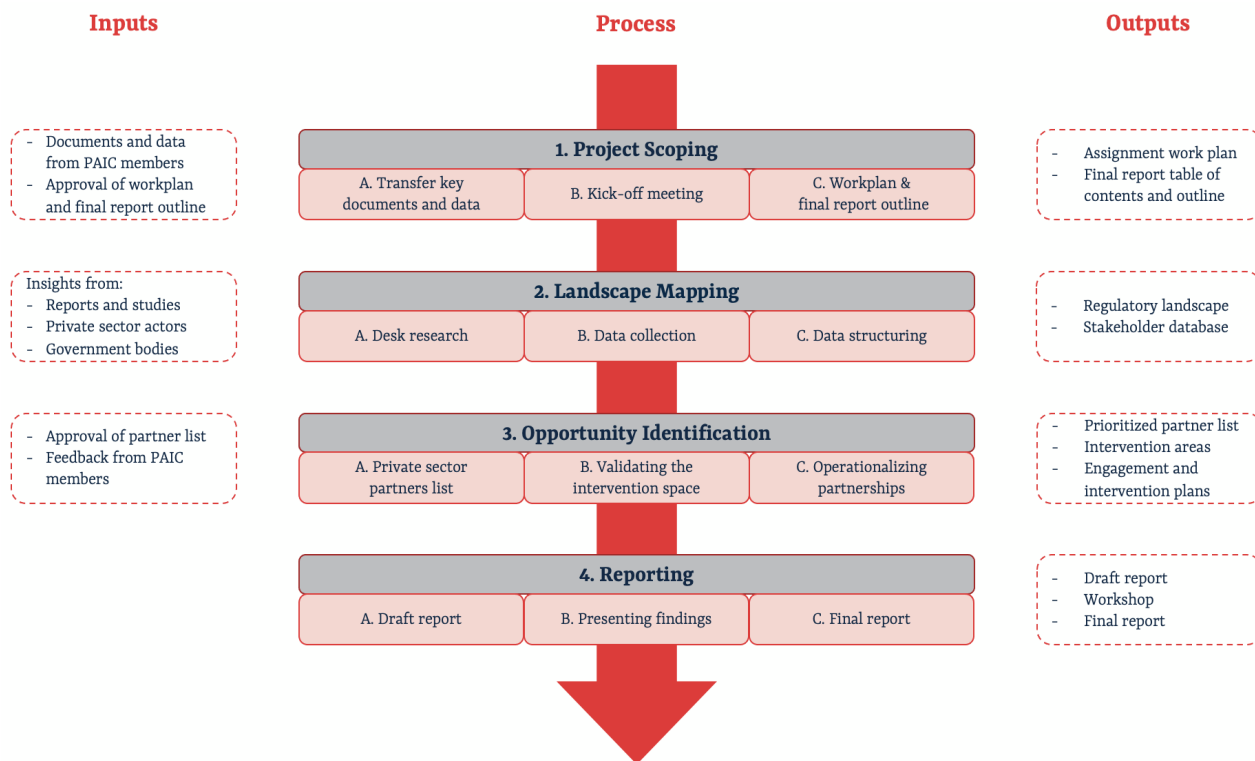 Inputs
Process
Outputs
- Documents and data
from PAIC members
- Approval of workplan
and final report outline
1. Project Scoping
A. Transfer key
documents and data
B. Kick-off meeting
C. Workplan &
final report outline
- Assignment work plan
- Final report table of
contents and outline
Insights from:
- Reports and studies
- Private sector actors
- Government bodies
2. Landscape Mapping
A. Desk research
B. Data collection
C. Data structuring
- Regulatory landscape
- Stakeholder database
- Approval of partner list
- Feedback from PAIC
members
3. Opportunity Identification
A. Private sector
partners list
B. Validating the
intervention space
C. Operationalizing
partnerships
- Prioritized partner list
- Intervention areas
- Engagement and
intervention plans
4. Reporting
A. Draft report
B. Presenting findings
C. Final report
- Draft report
- Workshop
- Final report